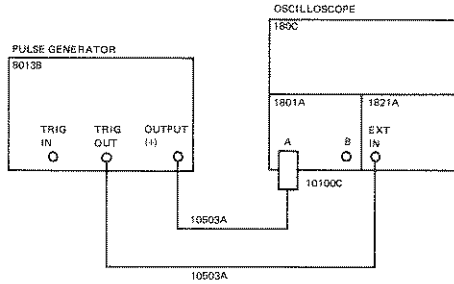 OSCILLOSCOPE
180C
PULSE GENERATOR
8013B
1801A
1821A
TRIG
IN
TRIG
OUT
OUTPUT
(+)
A
B
EXT
IN
10100C
10503A
10503A